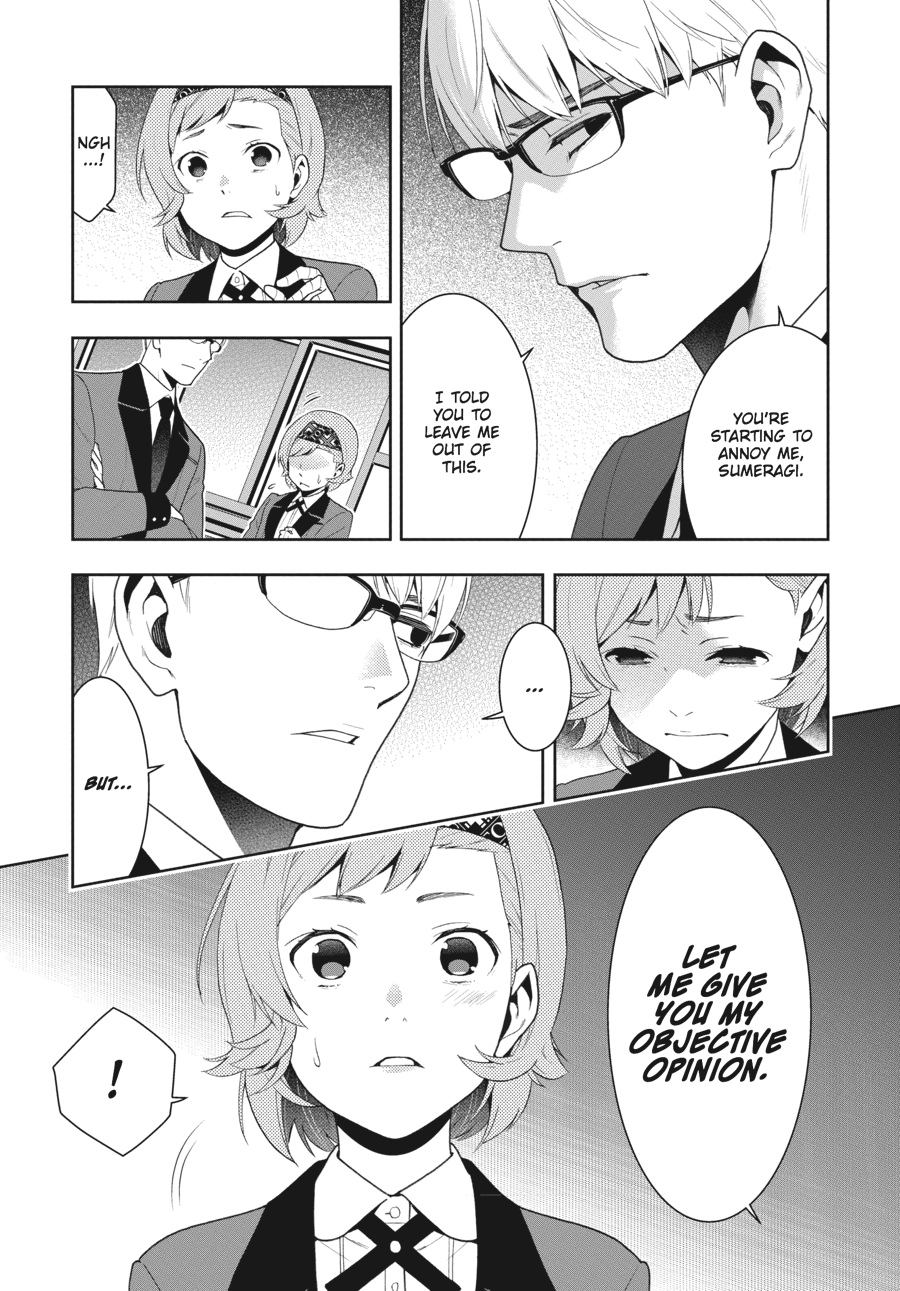 YOU'RE
STARTING TO
ANNOY ME,
SUMERAGI.
I TOLD
YOU TO
LEAVE ME
OUT OF
THIS.
NGH
...!
...
BUT...
LET
ME GIVE
YOU MY
OBJECTIVE
OPINION.
!